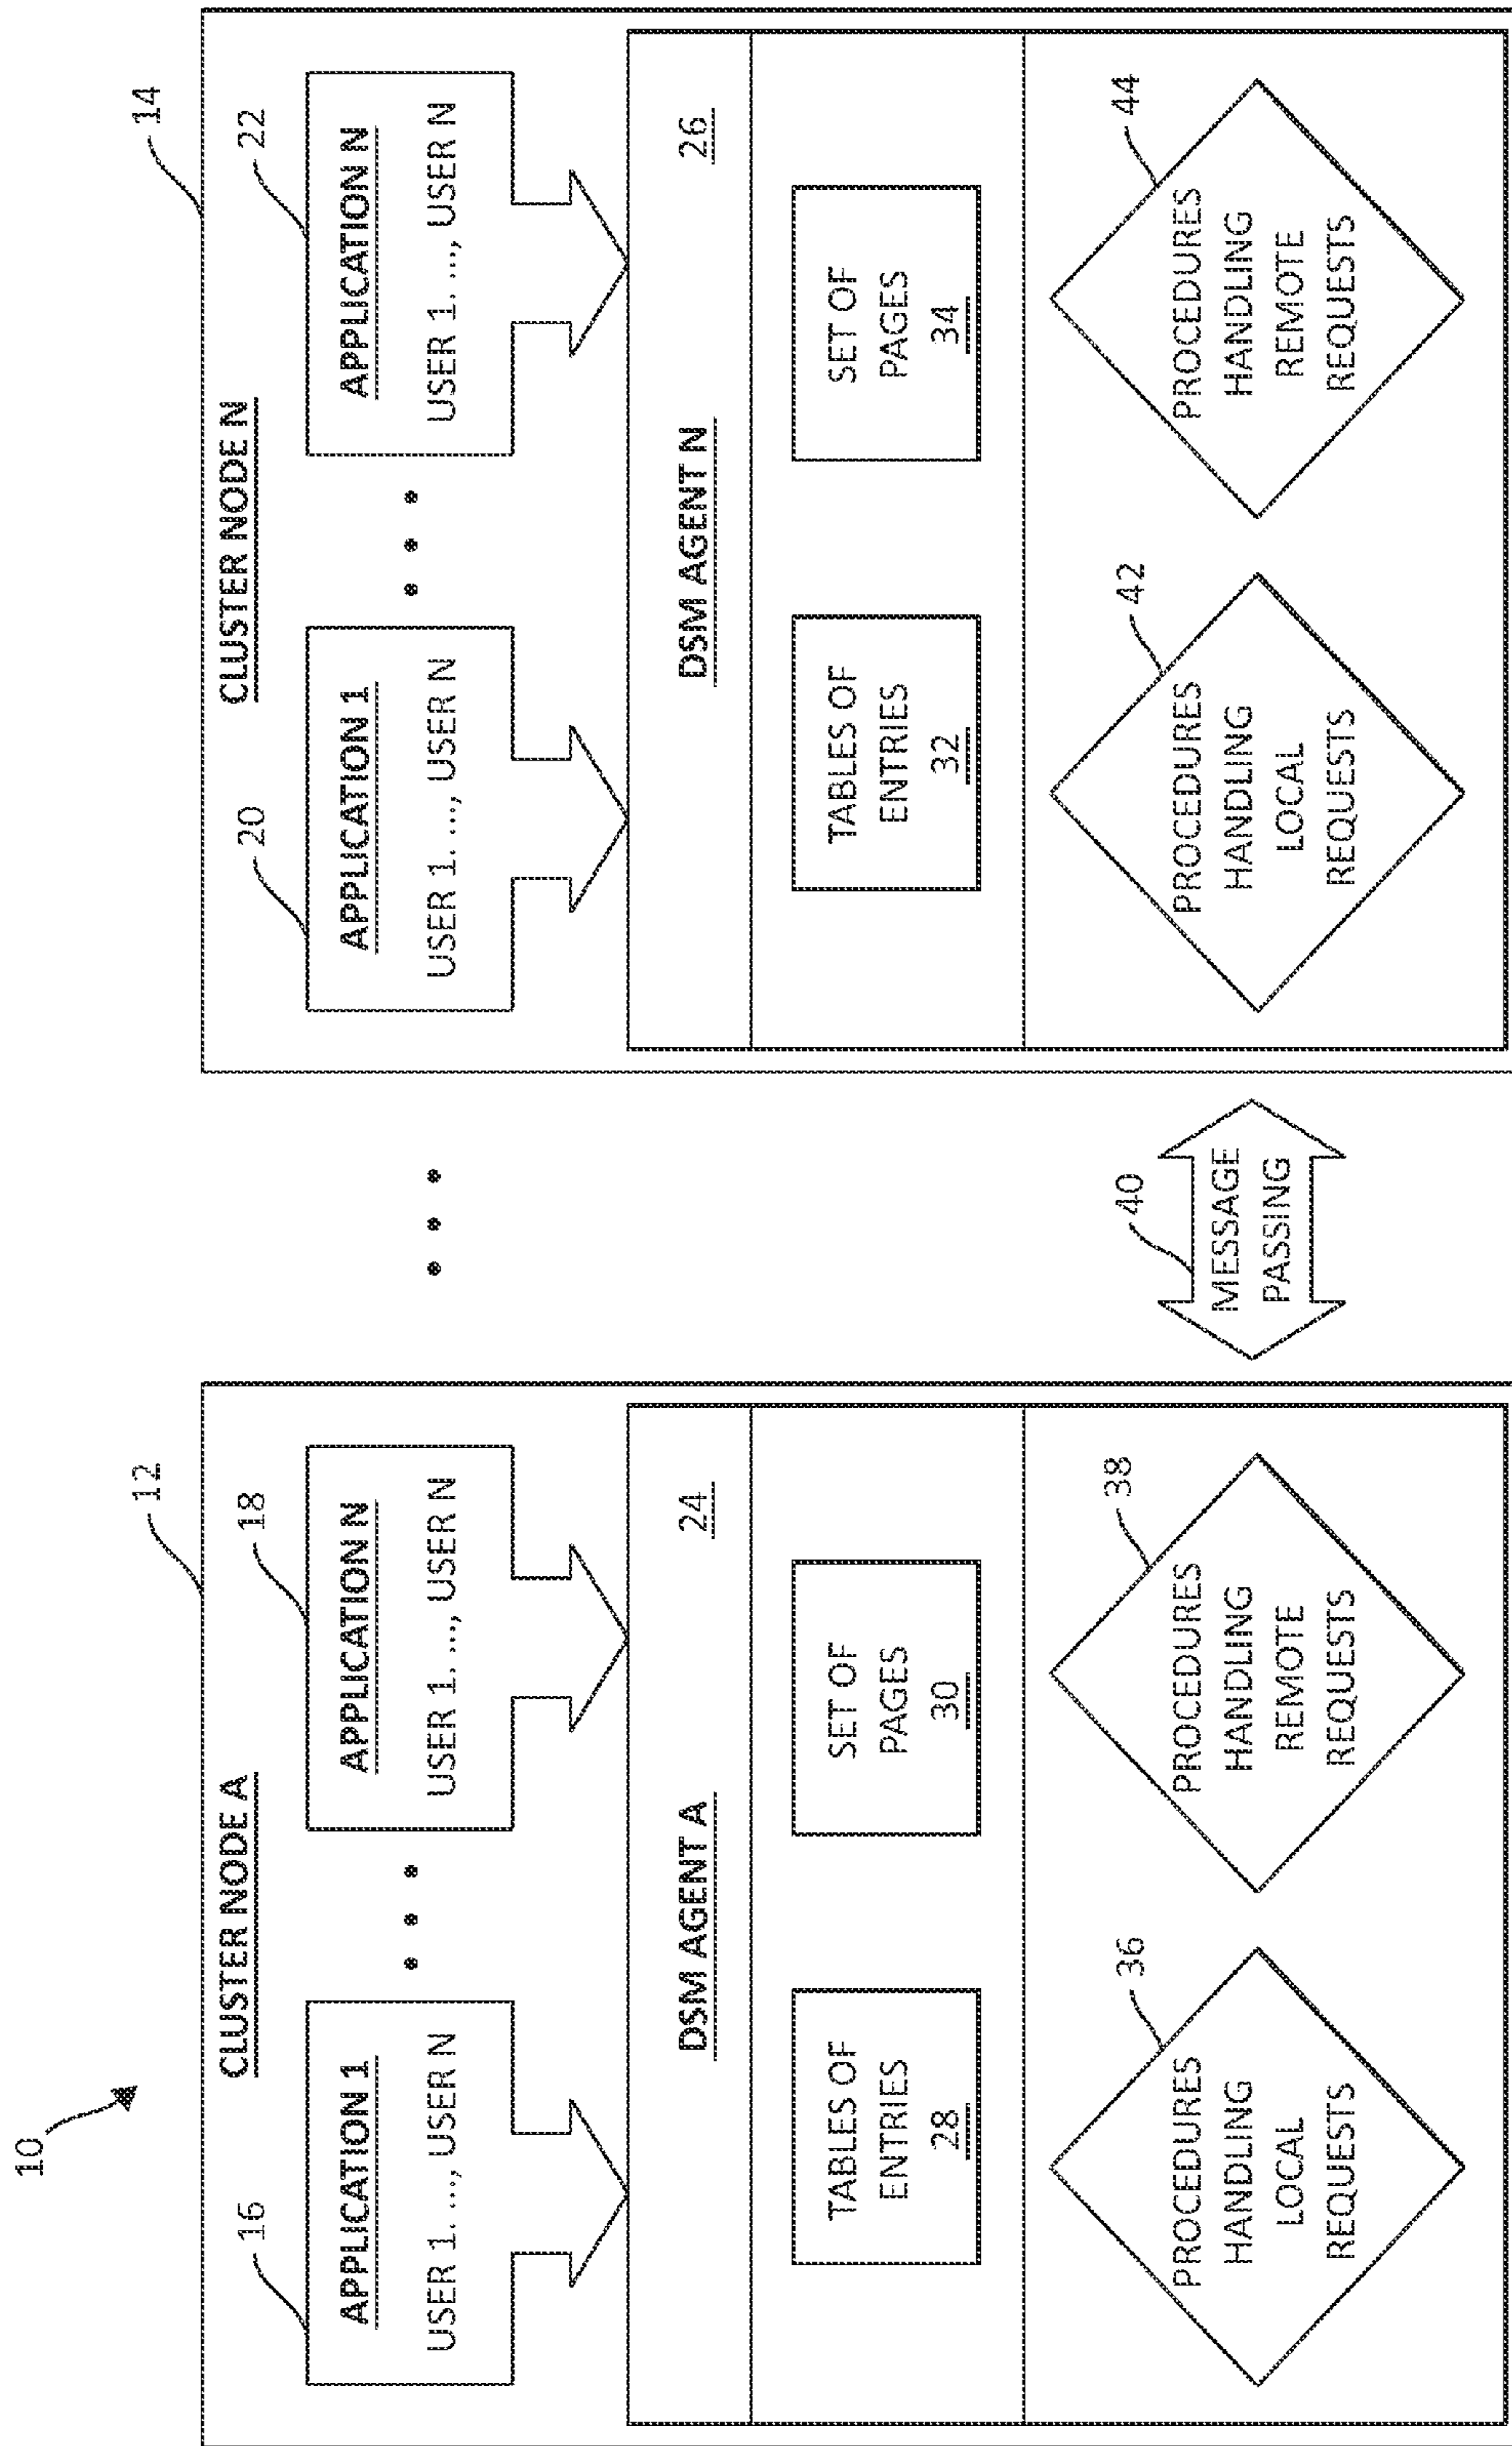 10
12
CLUSTER NODE A
16
APPLICATION 1
USER 1. ..., USER N
• • •
18
APPLICATION N
USER 1. ..., USER N
DSM AGENT A
24
TABLES OF
ENTRIES
28
SET OF
PAGES
30
36
PROCEDURES
HANDLING
LOCAL
REQUESTS
38
PROCEDURES
HANDLING
REMOTE
REQUESTS
• • •
40
MESSAGE
PASSING
14
CLUSTER NODE N
20
APPLICATION 1
USER 1. ..., USER N
• • •
22
APPLICATION N
USER 1. ..., USER N
DSM AGENT N
26
TABLES OF
ENTRIES
32
SET OF
PAGES
34
42
PROCEDURES
HANDLING
LOCAL
REQUESTS
44
PROCEDURES
HANDLING
REMOTE
REQUESTS